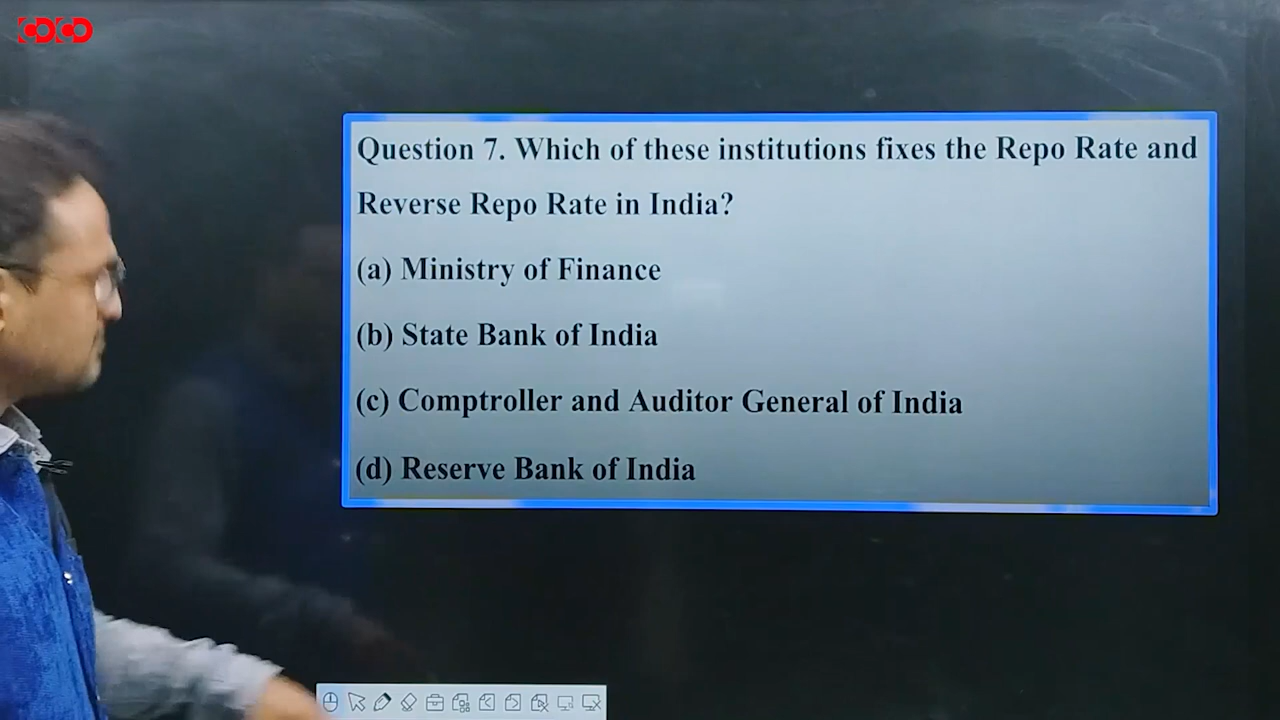 COCO
Question 7. Which of these institutions fixes the Repo Rate and
Reverse Repo Rate in India?
(a) Ministry of Finance
(b) State Bank of India
(c) Comptroller and Auditor General of India
(d) Reserve Bank of India